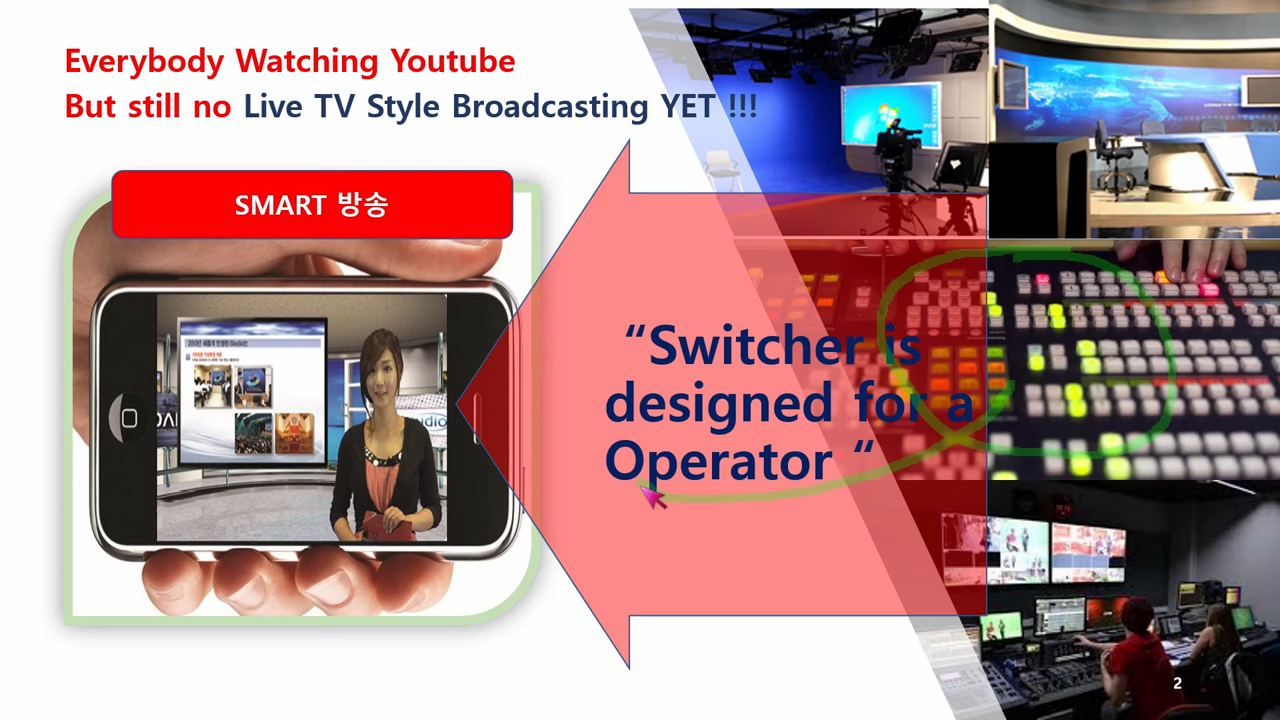 Everybody Watching Youtube
But still no Live TV Style Broadcasting YET !!!
SMART 방송
“Switcher is
designed for a
Operator “
2